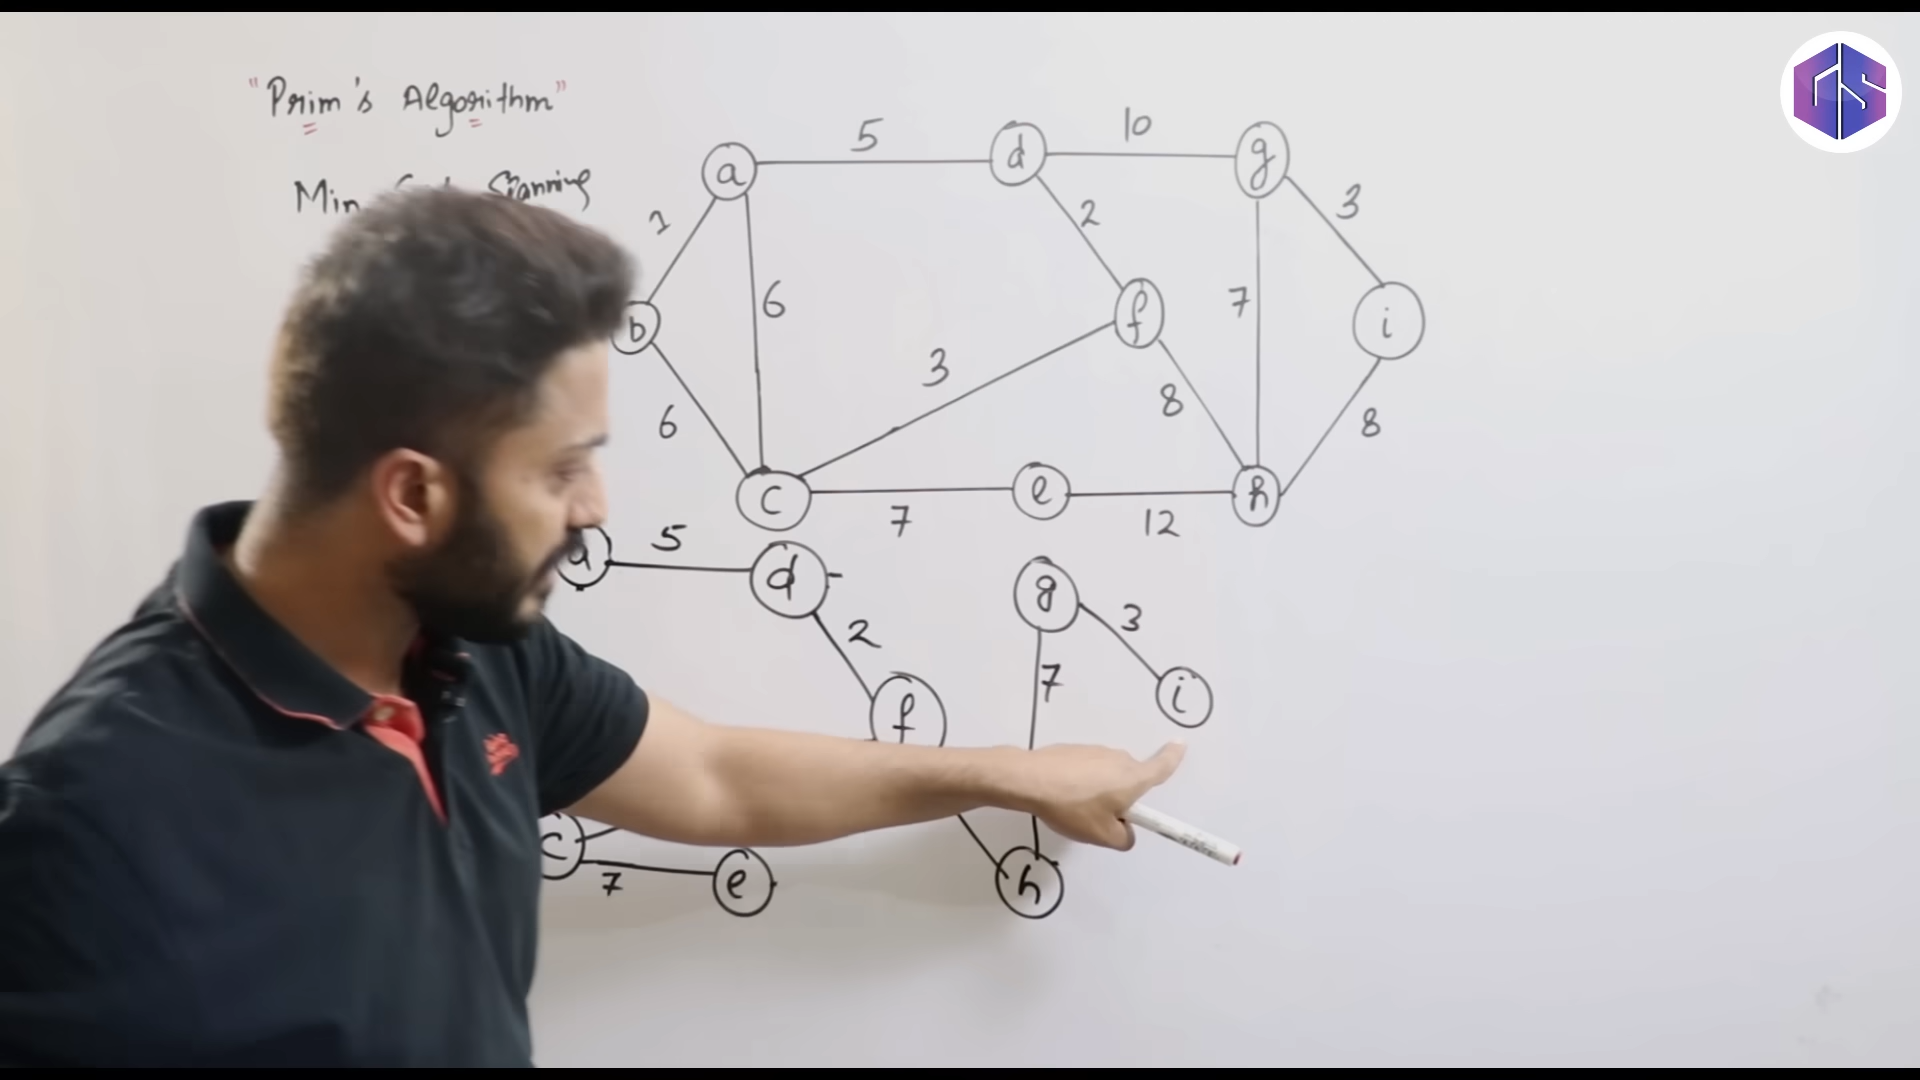 "Prim's Algorithm"
Min Spanning
a 5 d 10 g
1 6 2 3
b 3 f 7 i
6 8 8
c 7 e 12 h
a 5 d g 3
2 7 i
f
c 7 e h